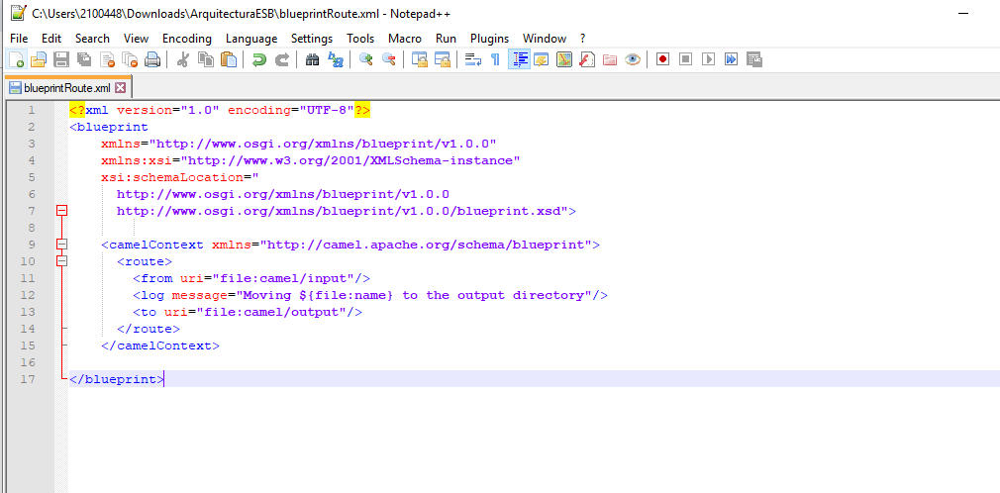 C:\Users\2100448\Downloads\ArquitecturaESB\blueprintRoute.xml - Notepad++
File Edit Search View Encoding Language Settings Tools Macro Run Plugins Window ?
blueprintRoute.xml
1 <?xml version="1.0" encoding="UTF-8"?>
2 <blueprint
3 xmlns="http://www.osgi.org/xmlns/blueprint/v1.0.0"
4 xmlns:xsi="http://www.w3.org/2001/XMLSchema-instance"
5 xsi:schemaLocation="
6 http://www.osgi.org/xmlns/blueprint/v1.0.0
7 http://www.osgi.org/xmlns/blueprint/v1.0.0/blueprint.xsd">
8
9 <camelContext xmlns="http://camel.apache.org/schema/blueprint">
10 <route>
11 <from uri="file:camel/input"/>
12 <log message="Moving ${file:name} to the output directory"/>
13 <to uri="file:camel/output"/>
14 </route>
15 </camelContext>
16
17 </blueprint>